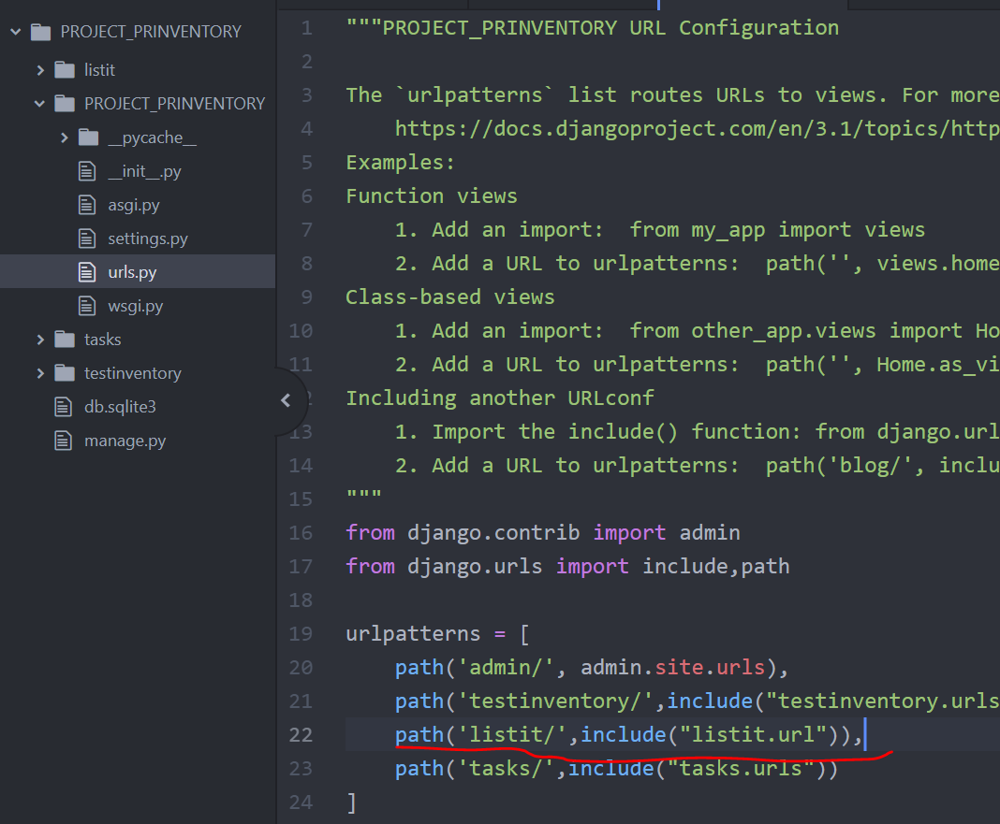 PROJECT_PRINVENTORY
listit
PROJECT_PRINVENTORY
__pycache__
__init__.py
asgi.py
settings.py
urls.py
wsgi.py
tasks
testinventory
db.sqlite3
manage.py
1 """PROJECT_PRINVENTORY URL Configuration
2
3 The `urlpatterns` list routes URLs to views. For more
4 https://docs.djangoproject.com/en/3.1/topics/http
5 Examples:
6 Function views
7 1. Add an import:  from my_app import views
8 2. Add a URL to urlpatterns:  path('', views.home
9 Class-based views
10 1. Add an import:  from other_app.views import Ho
11 2. Add a URL to urlpatterns:  path('', Home.as_vi
2 Including another URLconf
13 1. Import the include() function: from django.url
14 2. Add a URL to urlpatterns:  path('blog/', inclu
15 """
16 from django.contrib import admin
17 from django.urls import include,path
18
19 urlpatterns = [
20 path('admin/', admin.site.urls),
21 path('testinventory/',include("testinventory.urls
22 path('listit/',include("listit.url")),
23 path('tasks/',include("tasks.urls"))
24 ]